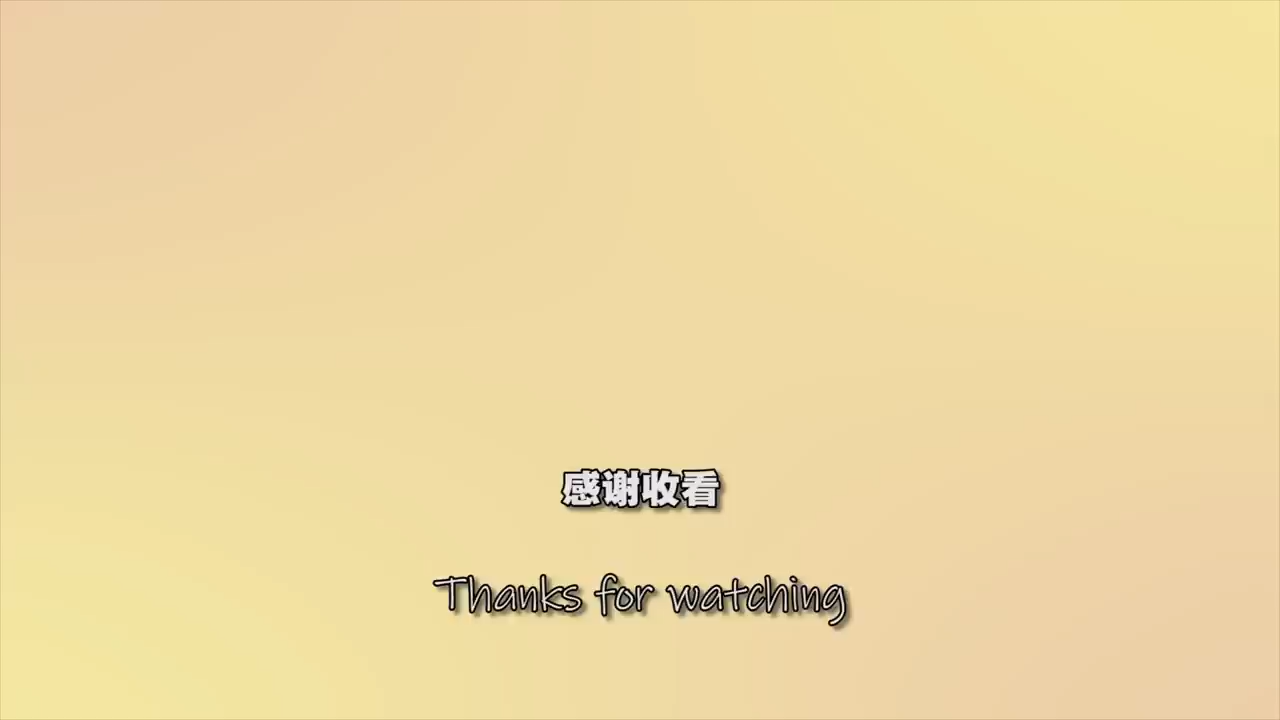 感谢收看
Thanks for watching